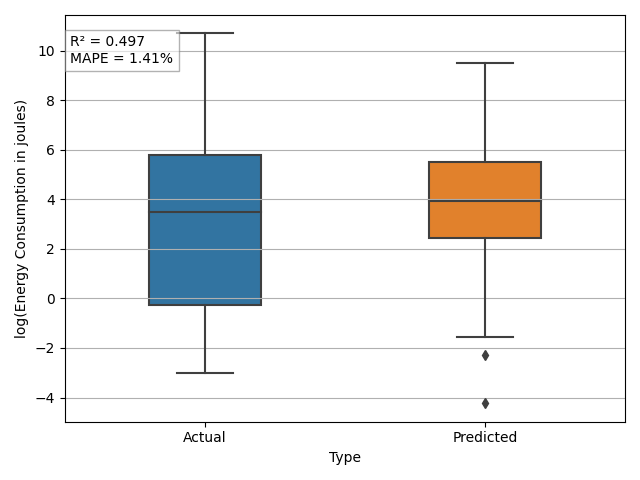 R² = 0.497
MAPE = 1.41%
10
8
6
4
2
0
−2
−4
log(Energy Consumption in joules)
Actual
Predicted
Type